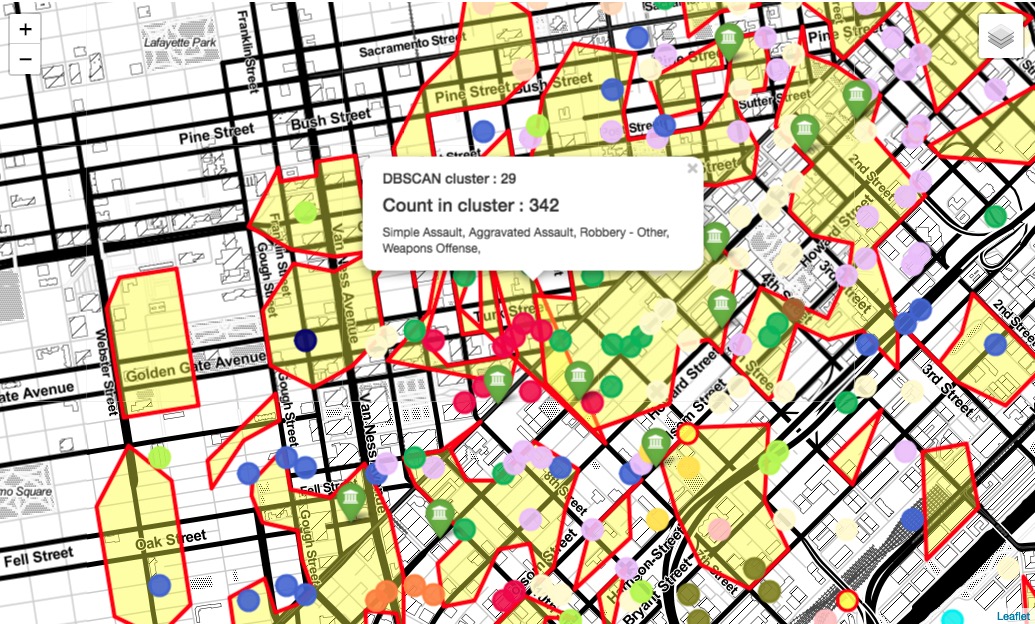 +
−
Lafayette Park
Franklin Street
Sacramento Street
Pine Street
Pine Street
Bush Street
Sutter Street
Pine Street
Bush Street
Post Street
2nd Street
DBSCAN cluster : 29
×
Count in cluster : 342
Simple Assault, Aggravated Assault, Robbery - Other,
Weapons Offense,
Franklin Street
Gough Street
Van Ness Avenue
Turk Street
4th
Howard
3rd
2nd Street
Webster Street
Golden Gate Avenue
ate Avenue
Howard Street
3rd Street
Gough Street
Van Ness
mo Square
Fell Street
Gough Street
Oak Street
Fell Street
Harrison Street
Bryant Street
Leaflet